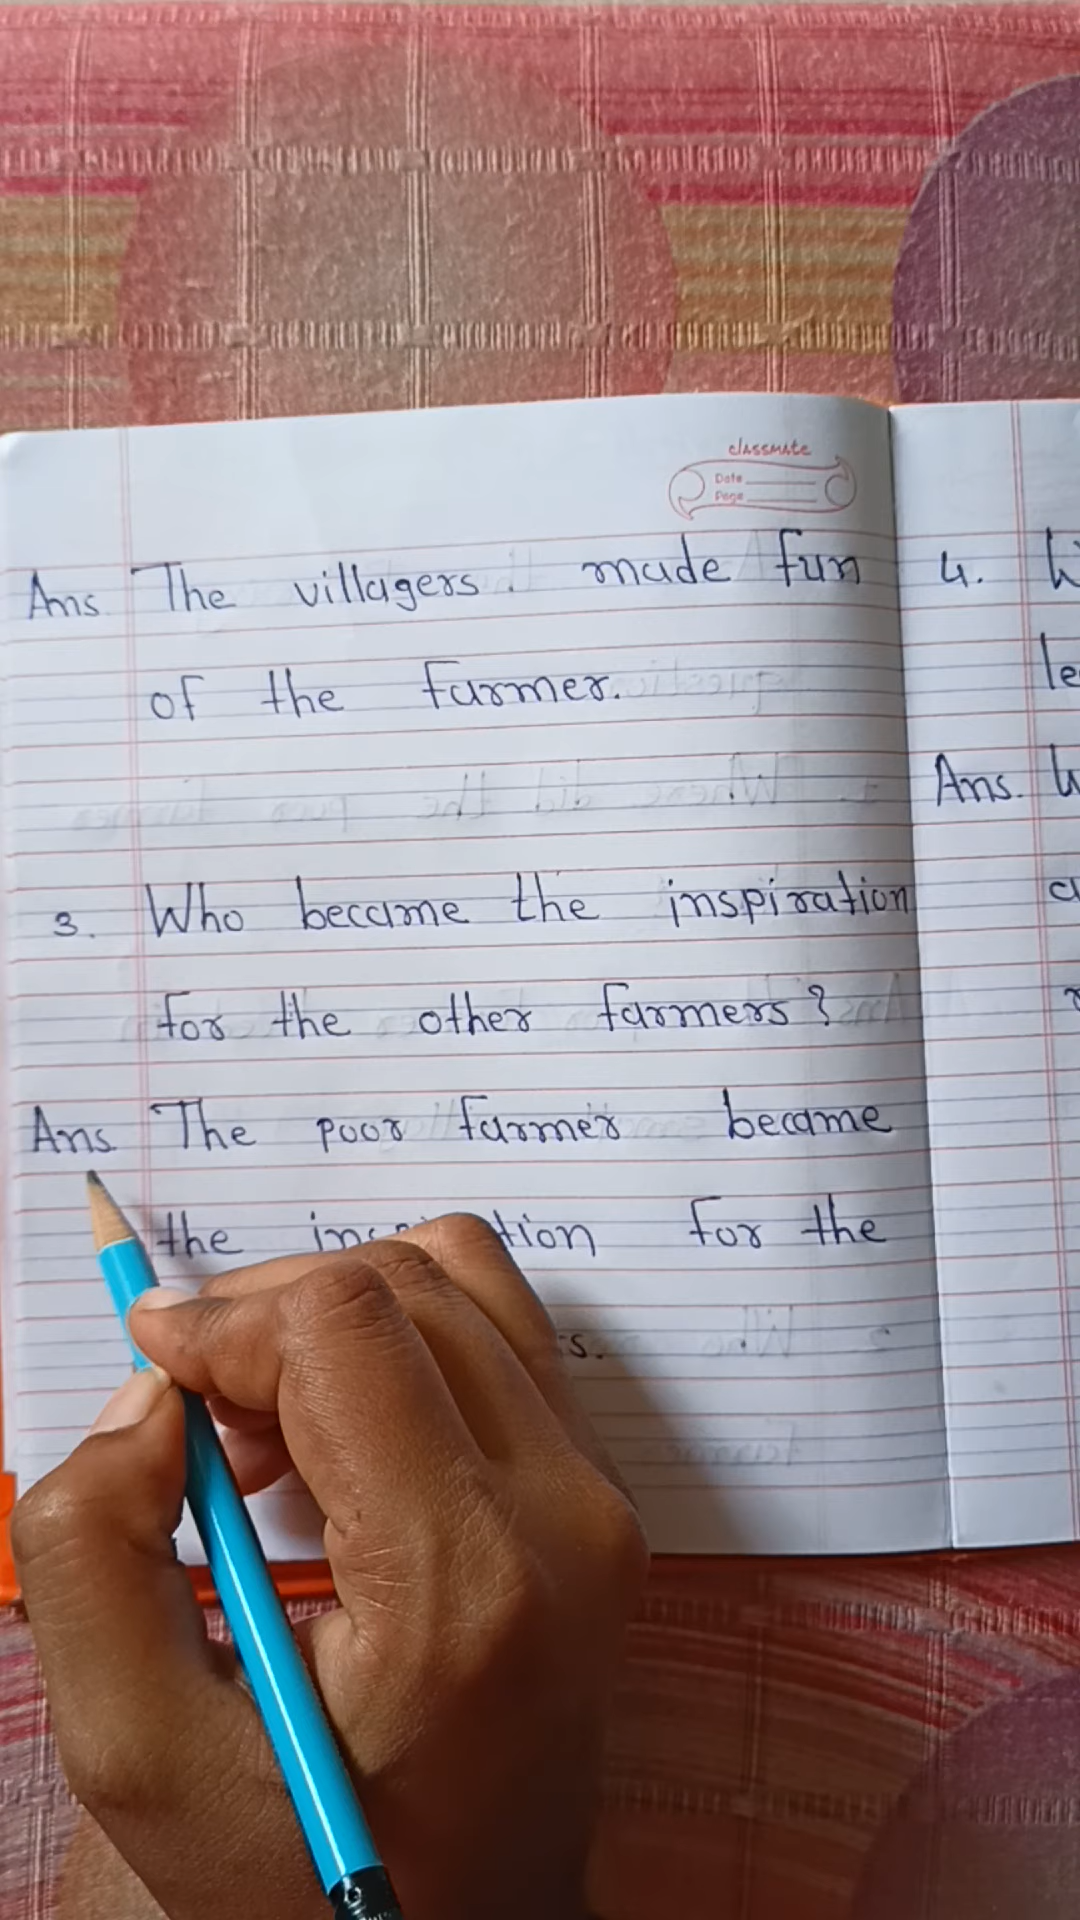 classmate
Date
Page
Ans. The villagers. made fun
of the farmer.
3. Who became the inspiration
for the other farmers?
Ans The poor farmer became
the for the
4.
Ans.